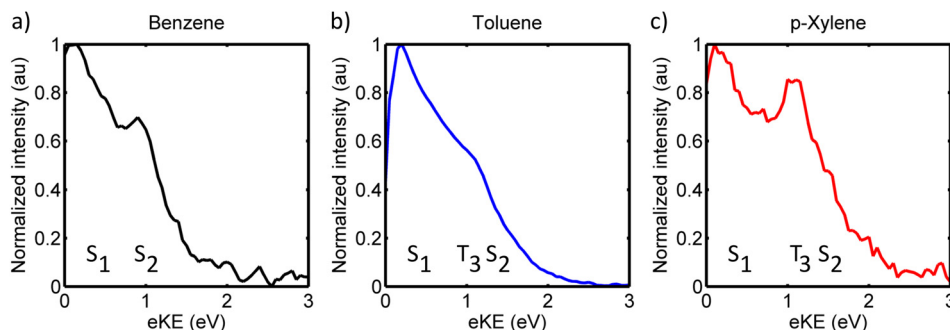 a) Benzene
Normalized intensity (au)
1
0.8
0.6
0.4
0.2
0
S1 S2
0 1 2 3
eKE (eV)
b) Toluene
Normalized intensity (au)
1
0.8
0.6
0.4
0.2
0
S1 T3 S2
0 1 2 3
eKE (eV)
c) p-Xylene
Normalized intensity (au)
1
0.8
0.6
0.4
0.2
0
S1 T3 S2
0 1 2 3
eKE (eV)